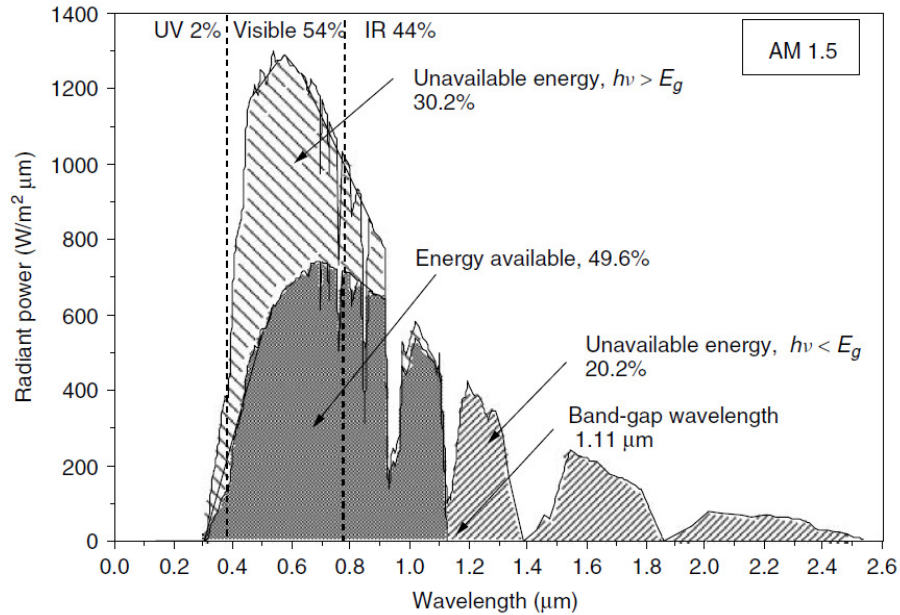 1400
UV 2%
Visible 54%
IR 44%
AM 1.5
Unavailable energy, hν > E_g
30.2%
1200
1000
800
Energy available, 49.6%
600
Unavailable energy, hν < E_g
20.2%
400
Band-gap wavelength
1.11 μm
200
0
Radiant power (W/m² μm)
0.0 0.2 0.4 0.6 0.8 1.0 1.2 1.4 1.6 1.8 2.0 2.2 2.4 2.6
Wavelength (μm)